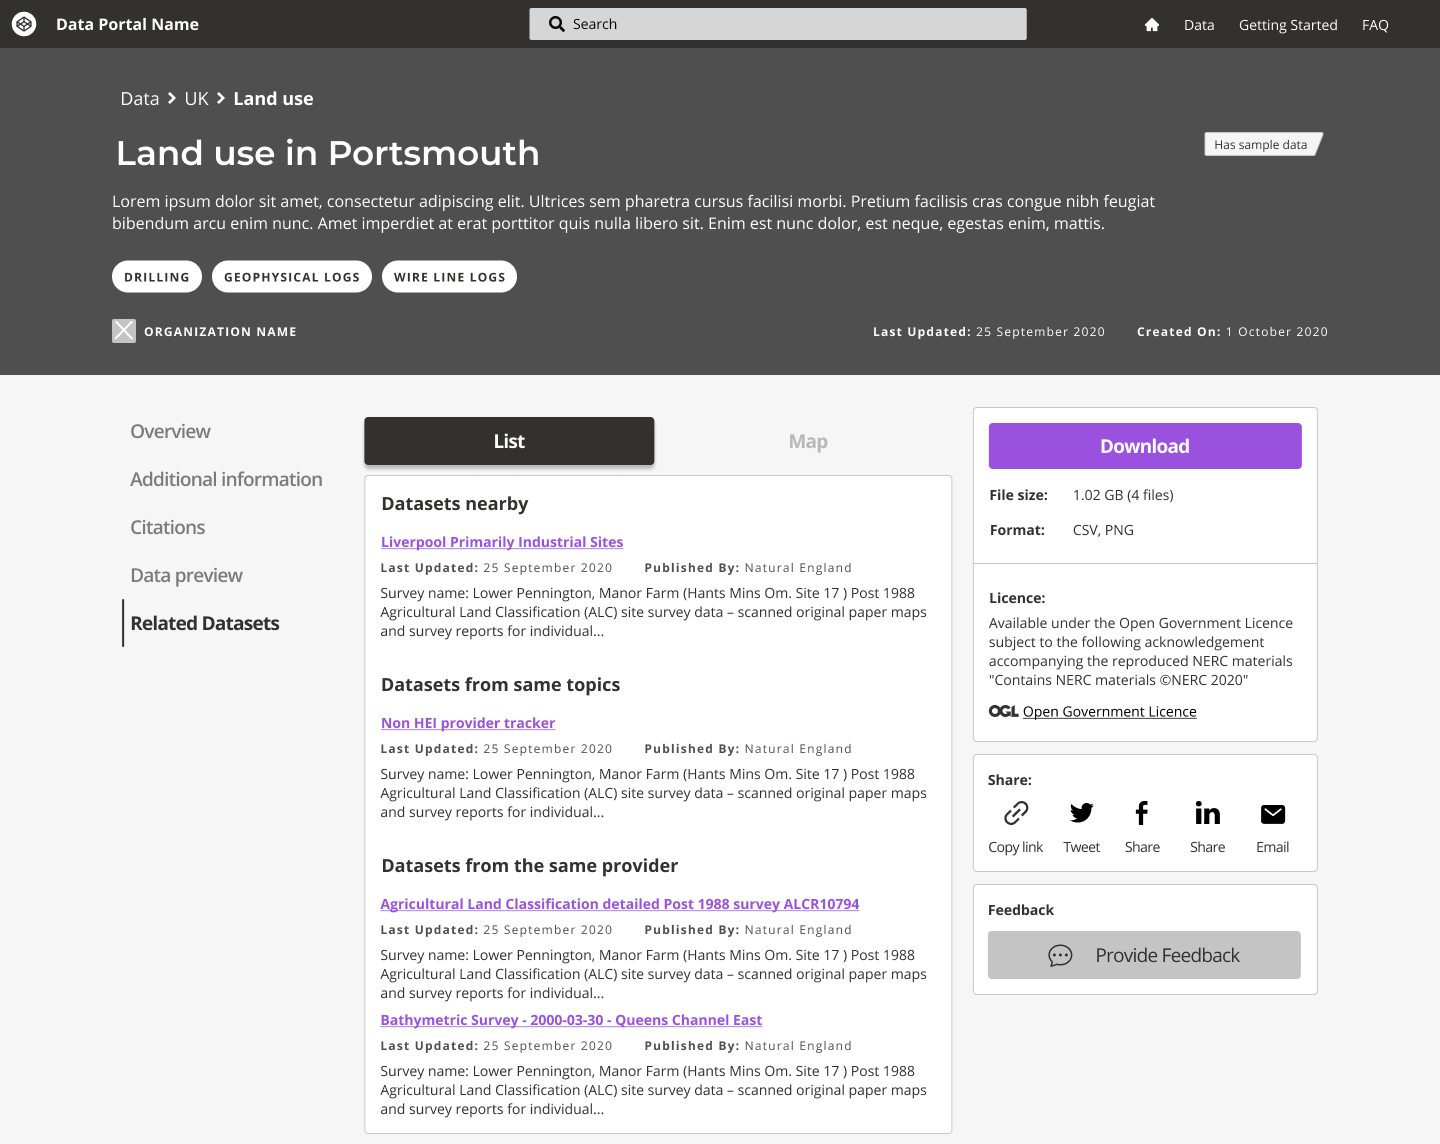 Data Portal Name
Search
Data
Getting Started
FAQ
Data > UK > Land use
Land use in Portsmouth
Has sample data
Lorem ipsum dolor sit amet, consectetur adipiscing elit. Ultrices sem pharetra cursus facilisi morbi. Pretium facilisis cras congue nibh feugiat
bibendum arcu enim nunc. Amet imperdiet at erat porttitor quis nulla libero sit. Enim est nunc dolor, est neque, egestas enim, mattis.
DRILLING
GEOPHYSICAL LOGS
WIRE LINE LOGS
ORGANIZATION NAME
Last Updated: 25 September 2020
Created On: 1 October 2020
Overview
Additional information
Citations
Data preview
Related Datasets
List
Map
Datasets nearby
Liverpool Primarily Industrial Sites
Last Updated: 25 September 2020 Published By: Natural England
Survey name: Lower Pennington, Manor Farm (Hants Mins Om. Site 17 ) Post 1988
Agricultural Land Classification (ALC) site survey data – scanned original paper maps
and survey reports for individual...
Datasets from same topics
Non HEI provider tracker
Last Updated: 25 September 2020 Published By: Natural England
Survey name: Lower Pennington, Manor Farm (Hants Mins Om. Site 17 ) Post 1988
Agricultural Land Classification (ALC) site survey data – scanned original paper maps
and survey reports for individual...
Datasets from the same provider
Agricultural Land Classification detailed Post 1988 survey ALCR10794
Last Updated: 25 September 2020 Published By: Natural England
Survey name: Lower Pennington, Manor Farm (Hants Mins Om. Site 17 ) Post 1988
Agricultural Land Classification (ALC) site survey data – scanned original paper maps
and survey reports for individual...
Bathymetric Survey - 2000-03-30 - Queens Channel East
Last Updated: 25 September 2020 Published By: Natural England
Survey name: Lower Pennington, Manor Farm (Hants Mins Om. Site 17 ) Post 1988
Agricultural Land Classification (ALC) site survey data – scanned original paper maps
and survey reports for individual...
Download
File size: 1.02 GB (4 files)
Format: CSV, PNG
Licence:
Available under the Open Government Licence
subject to the following acknowledgement
accompanying the reproduced NERC materials
"Contains NERC materials ©NERC 2020"
OGL Open Government Licence
Share:
Copy link
Tweet
Share
Share
Email
Feedback
Provide Feedback